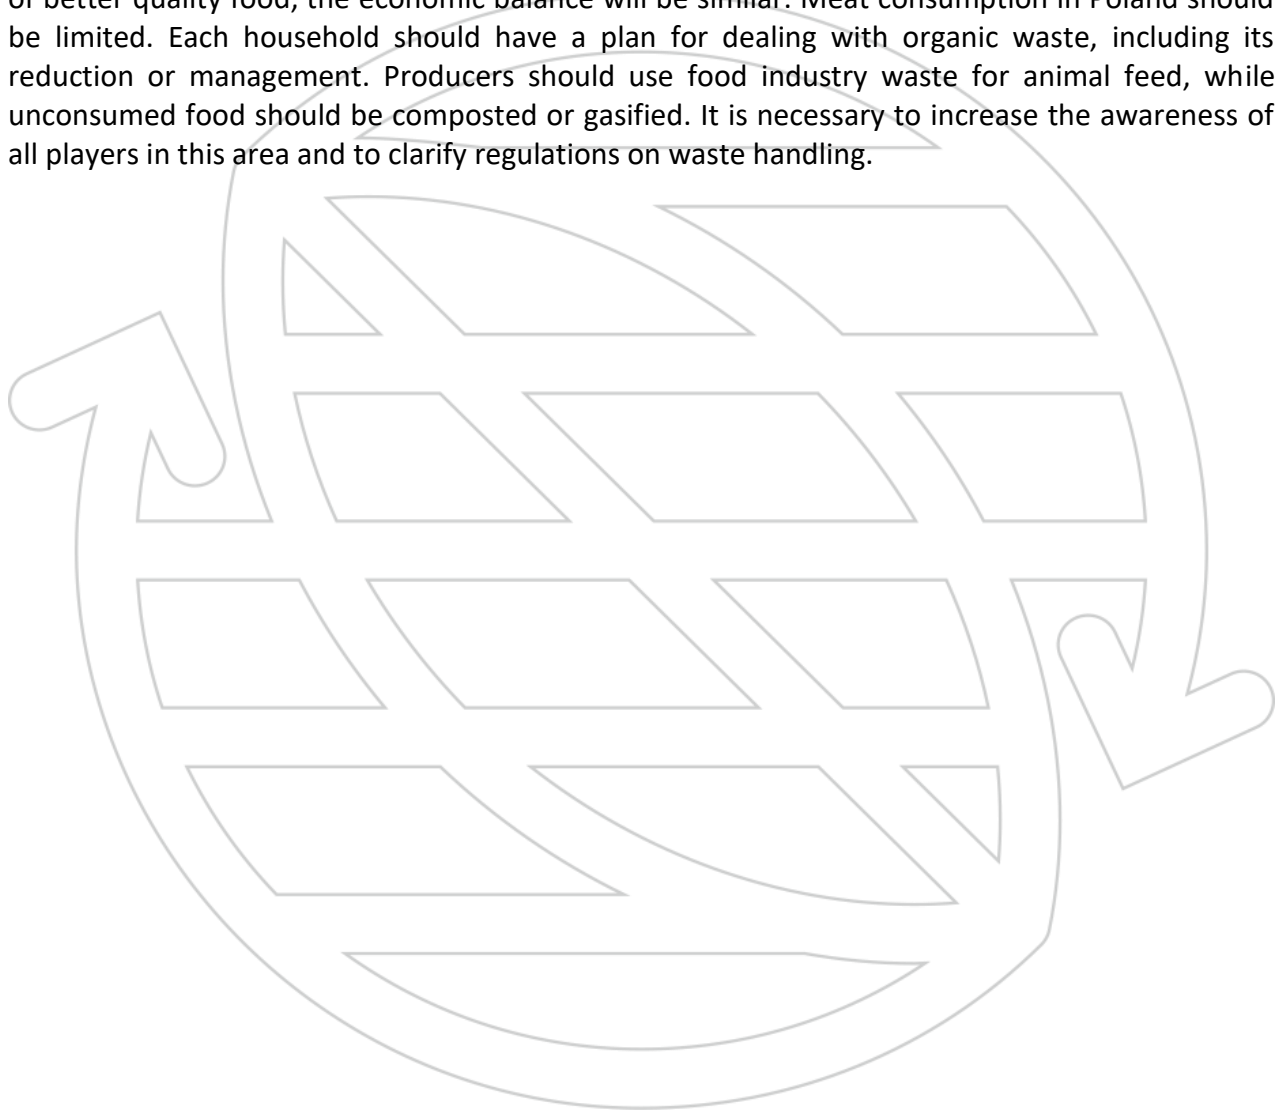 of better quality food, the economic balance will be similar. Meat consumption in Poland should
be limited. Each household should have a plan for dealing with organic waste, including its
reduction or management. Producers should use food industry waste for animal feed, while
unconsumed food should be composted or gasified. It is necessary to increase the awareness of
all players in this area and to clarify regulations on waste handling.